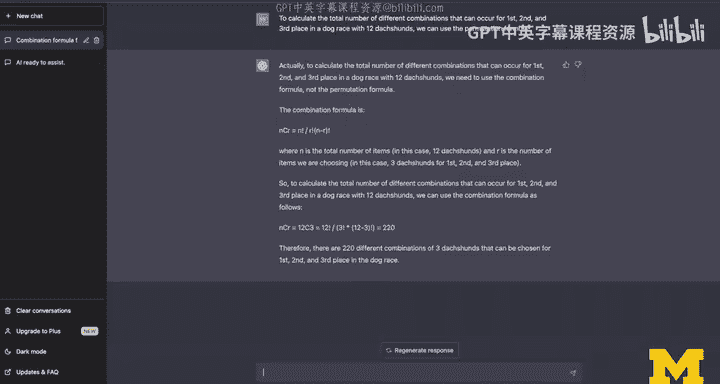 GPT中英字幕课程资源@bilibili.com
GPT中英字幕课程资源 bilibili
New chat
Combination formula f
AI ready to assist.
To calculate the total number of different combinations that can occur for 1st, 2nd, and
3rd place in a dog race with 12 dachshunds, we can use the
Actually, to calculate the total number of different combinations that can occur for 1st,
2nd, and 3rd place in a dog race with 12 dachshunds, we need to use the combination
formula, not the permutation formula.
The combination formula is:
nCr = n! / r!(n-r)!
where n is the total number of items (in this case, 12 dachshunds) and r is the number of
items we are choosing (in this case, 3 dachshunds for 1st, 2nd, and 3rd place).
So, to calculate the total number of different combinations that can occur for 1st, 2nd, and
3rd place in a dog race with 12 dachshunds, we can use the combination formula as
follows:
nCr = 12C3 = 12! / (3! * (12-3)!) = 220
Therefore, there are 220 different combinations of 3 dachshunds that can be chosen for
1st, 2nd, and 3rd place in the dog race.
Regenerate response
Clear conversations
Upgrade to Plus NEW
Dark mode
Updates & FAQ
M